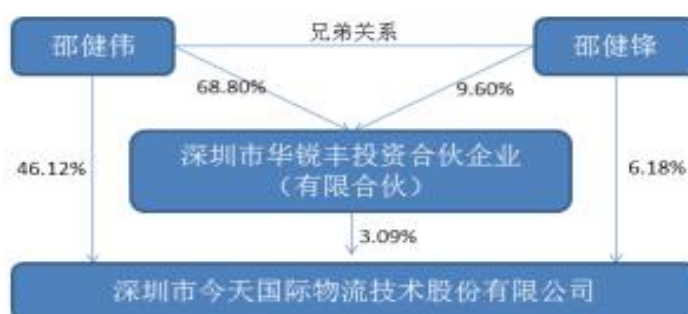 邵健伟
兄弟关系
邵健锋
68.80%
9.60%
深圳市华锐丰投资合伙企业
（有限合伙）
46.12%
6.18%
3.09%
深圳市今天国际物流技术股份有限公司